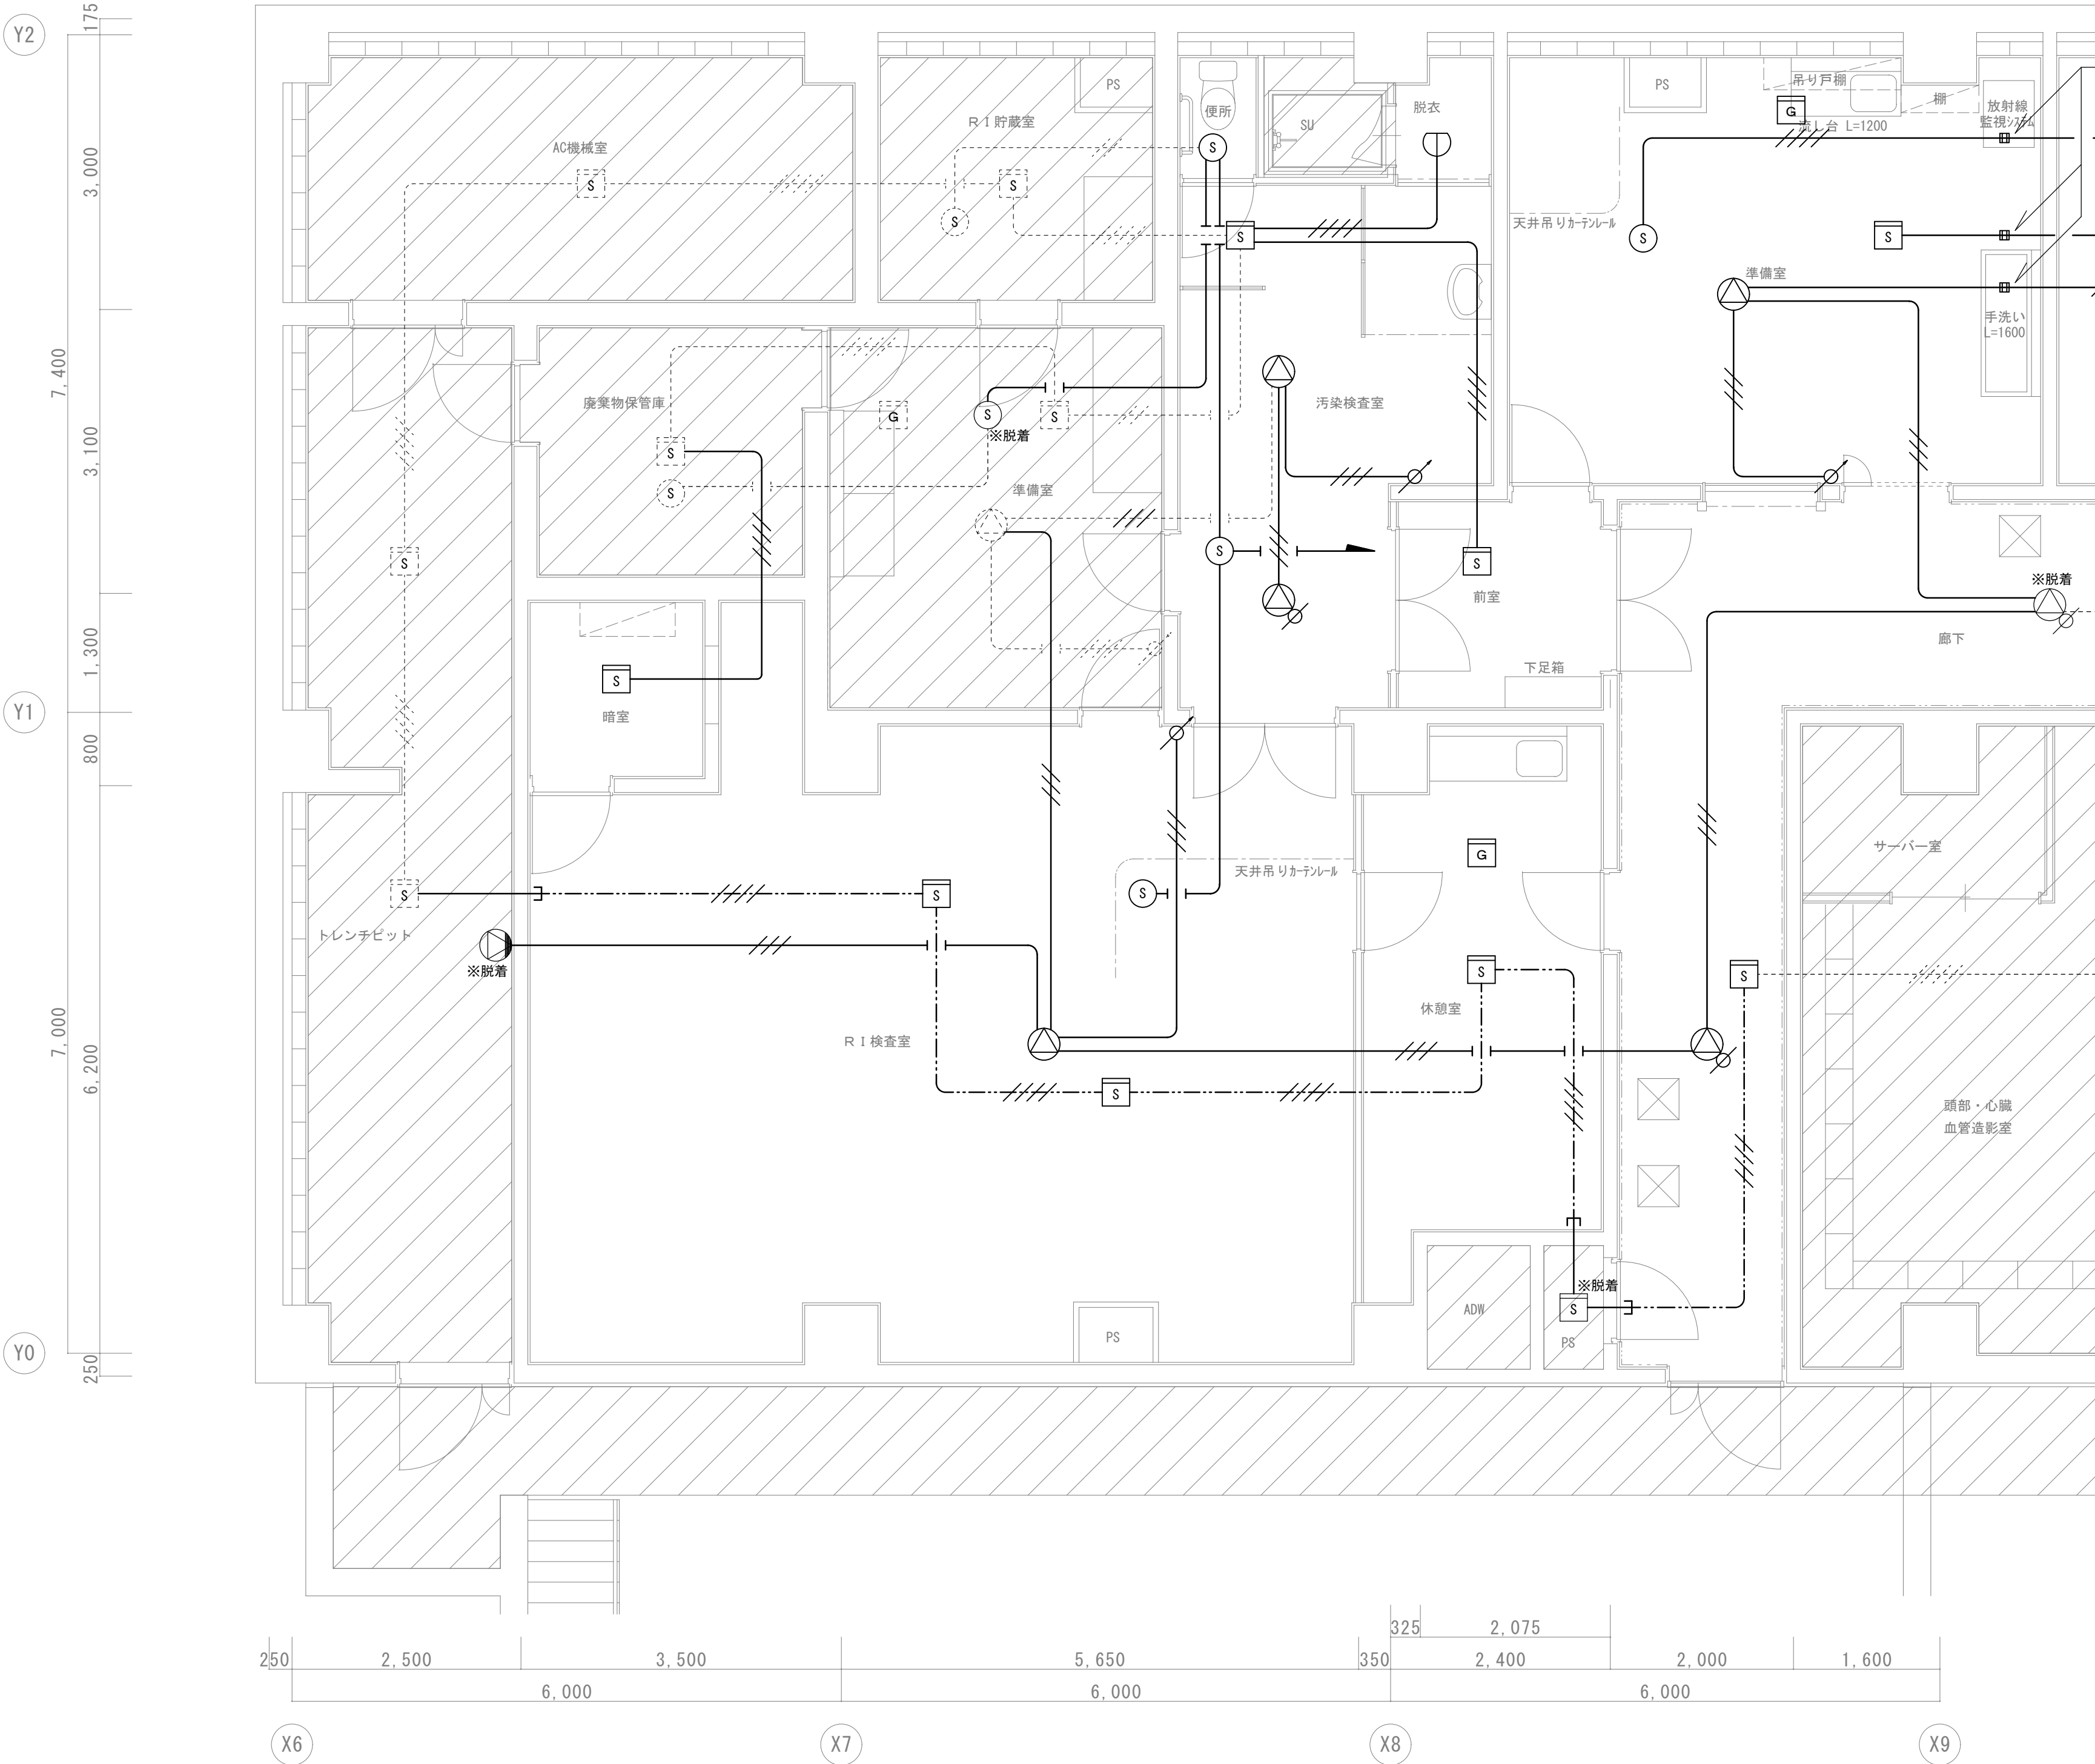 Y2
175
3,000
7,400
3,100
1,300
Y1
800
7,000
6,200
Y0
250
AC機械室
S
ＲＩ貯蔵室
PS
S
S
便所
S
SU
脱衣
S
PS
吊り戸棚
G
流し台 L=1200
棚
放射線
監視システム
天井吊りカーテンレール
S
S
準備室
手洗い
L=1600
廃棄物保管庫
S
S
G
S
※脱着
S
準備室
汚染検査室
S
S
前室
下足箱
※脱着
廊下
S
S
暗室
S
トレンチピット
※脱着
S
S
天井吊りカーテンレール
ＲＩ検査室
S
G
S
休憩室
サーバー室
S
頭部・心臓
血管造影室
PS
ADW
※脱着
S
PS
325
2,075
250
2,500
3,500
5,650
350
2,400
2,000
1,600
6,000
6,000
6,000
X6
X7
X8
X9